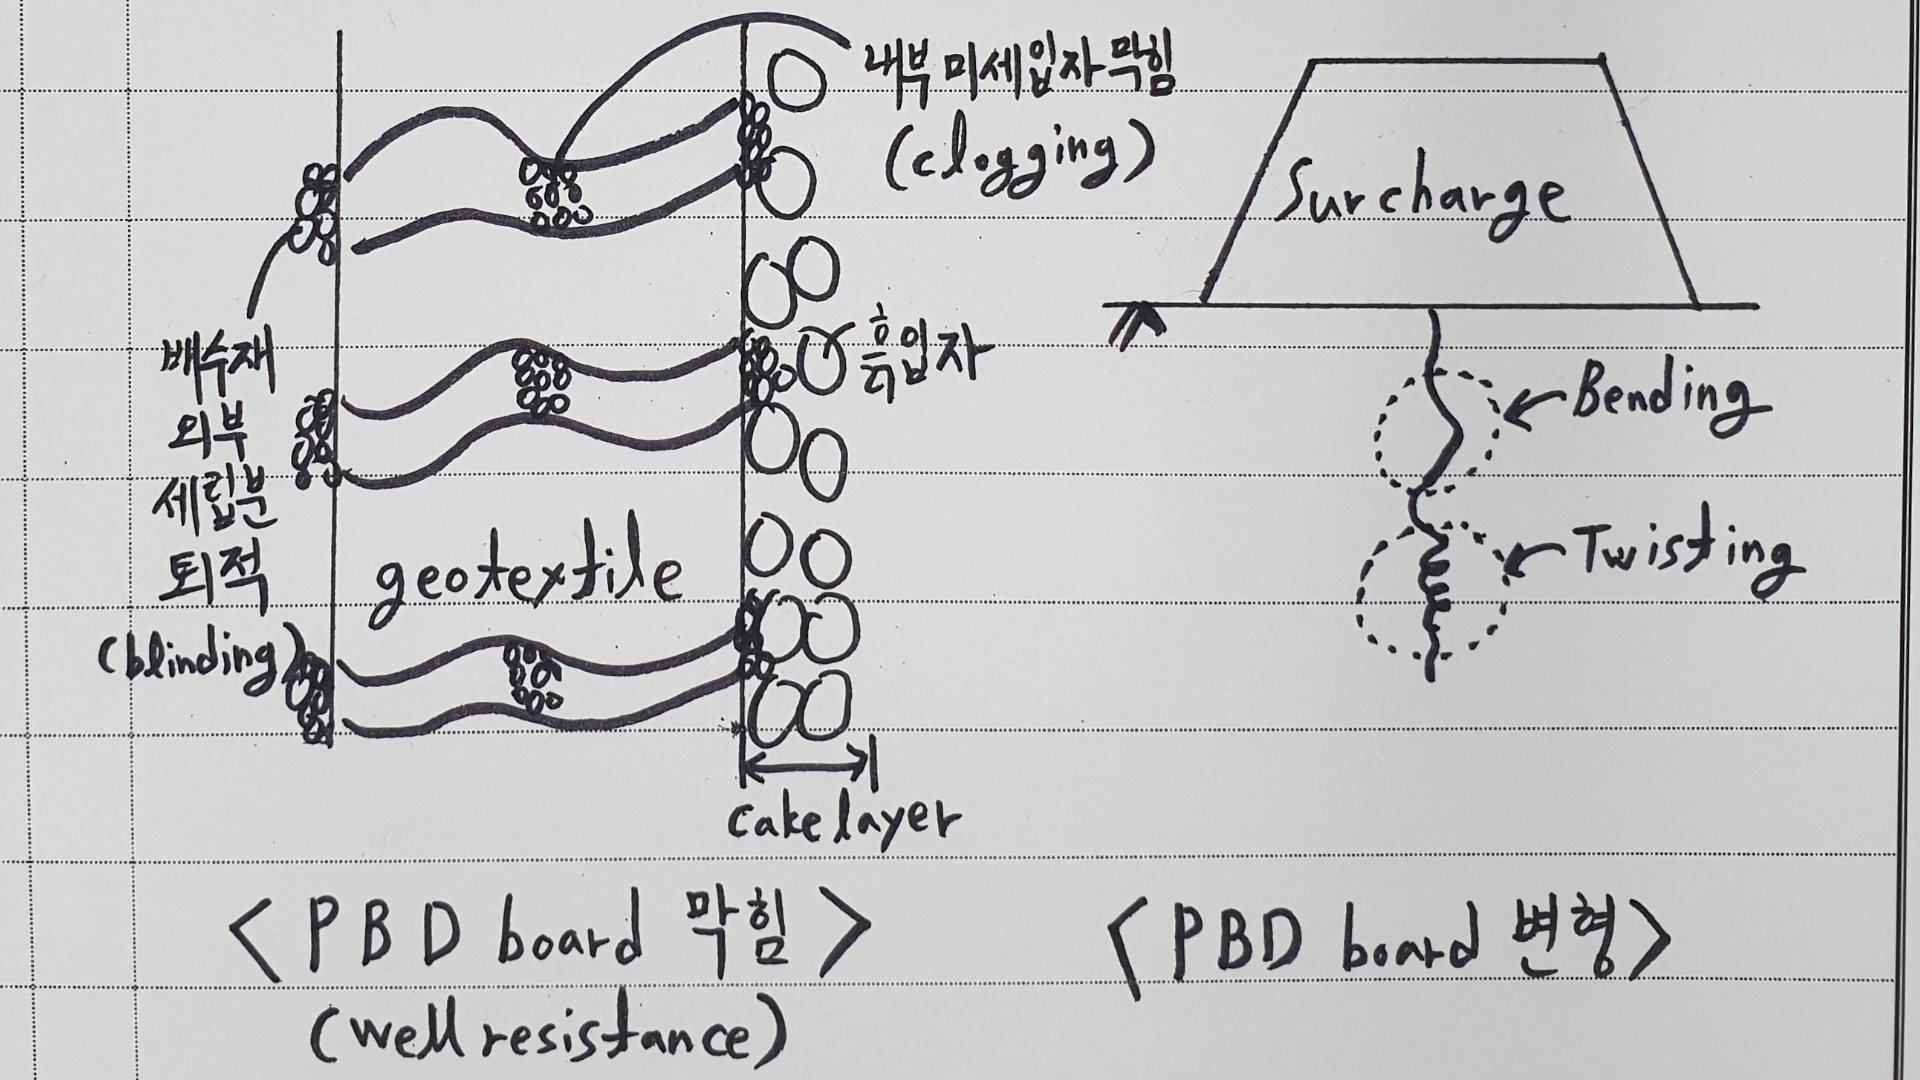 내부 미세입자 막힘
(clogging)
흙입자
배수재
외부
세립분
퇴적
(blinding)
geotextile
cake layer
<PBD board 막힘>
(well resistance)
Surcharge
Bending
Twisting
<PBD board 변형>